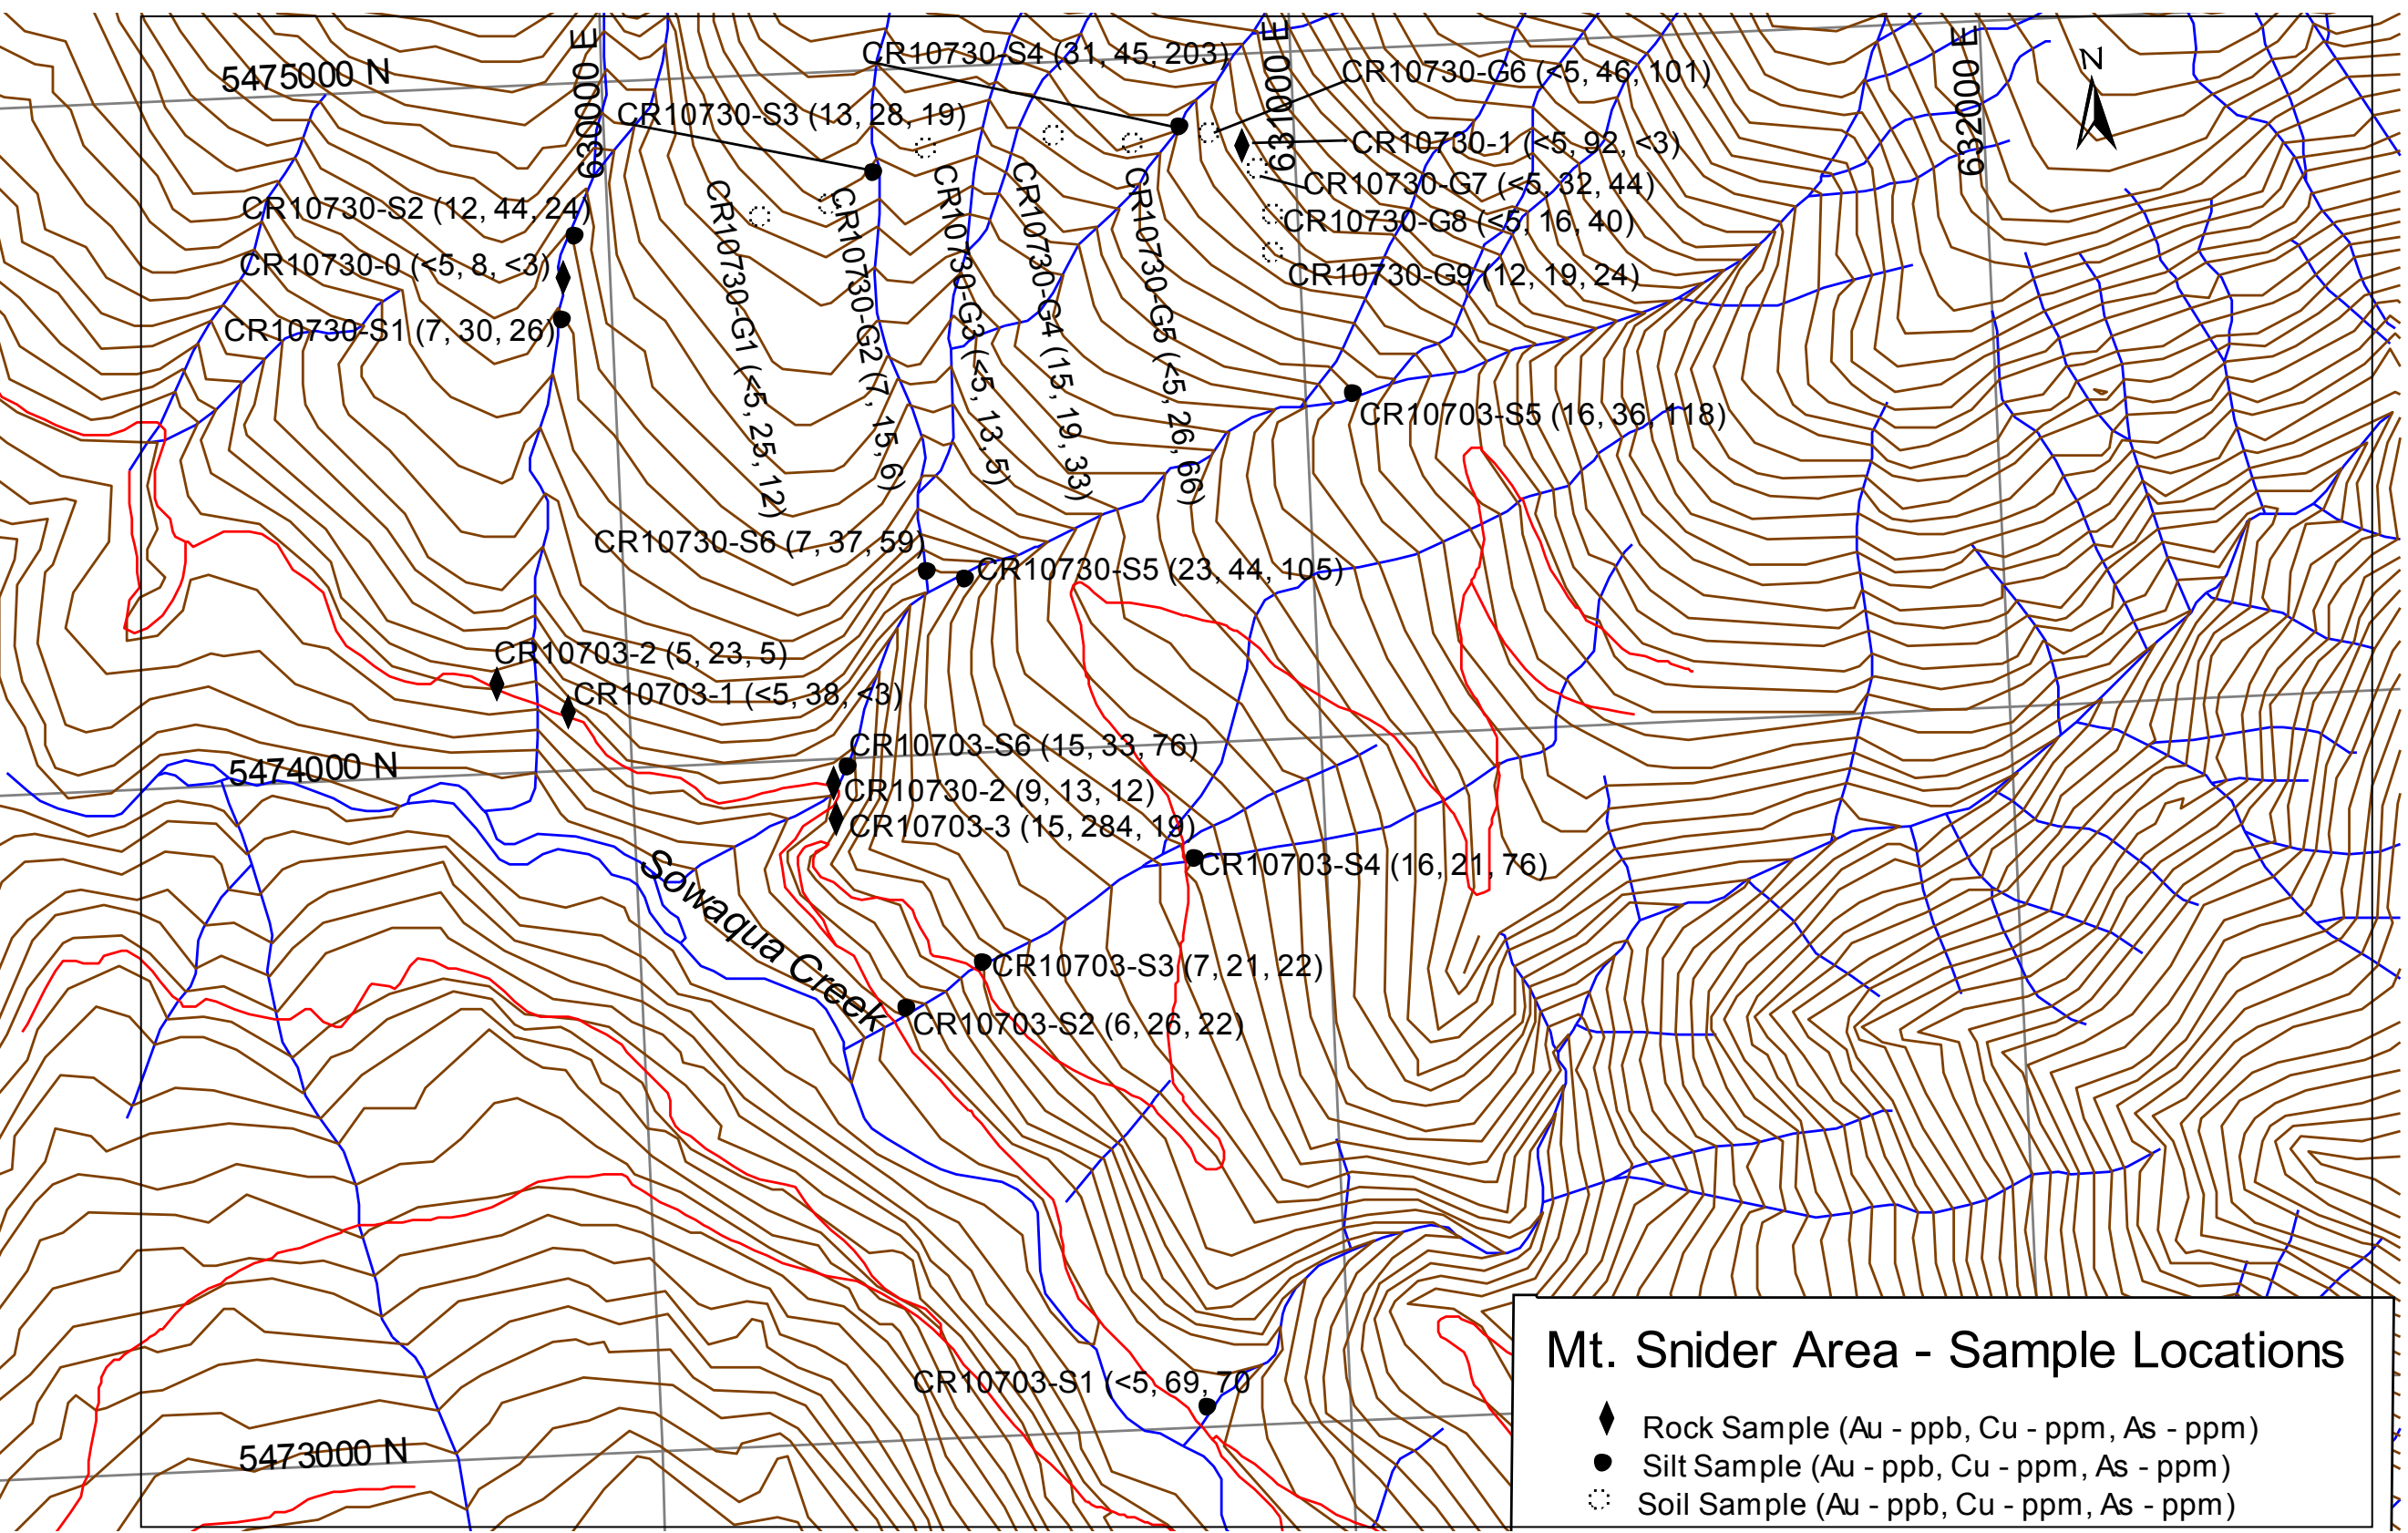 CR10730-S4 (31, 45, 203)
CR10730-G6 (<5, 46, 101)
5475000 N
630000 E
631000 E
632000 E
N
CR10730-S3 (13, 28, 19)
CR10730-1 (<5, 92, <3)
CR10730-G7 (<5, 32, 44)
CR10730-S2 (12, 44, 24)
CR10730-G8 (<5, 16, 40)
CR10730-0 (<5, 8, <3)
CR10730-G9 (12, 19, 24)
CR10730-S1 (7, 30, 26)
CR10730-G1 (<5, 25, 12)
CR10730-G2 (7, 15, 6)
CR10730-G3 (<5, 13, 5)
CR10730-G4 (15, 19, 33)
CR10730-G5 (<5, 26, 66)
CR10703-S5 (16, 36, 118)
CR10730-S6 (7, 37, 59)
CR10730-S5 (23, 44, 105)
CR10703-2 (5, 23, 5)
CR10703-1 (<5, 38, <3)
CR10703-S6 (15, 33, 76)
5474000 N
CR10730-2 (9, 13, 12)
CR10703-3 (15, 284, 19)
CR10703-S4 (16, 21, 76)
Sowaqua Creek
CR10703-S3 (7, 21, 22)
CR10703-S2 (6, 26, 22)
CR10703-S1 (<5, 69, 70
5473000 N
Mt. Snider Area - Sample Locations
Rock Sample (Au - ppb, Cu - ppm, As - ppm)
Silt Sample (Au - ppb, Cu - ppm, As - ppm)
Soil Sample (Au - ppb, Cu - ppm, As - ppm)